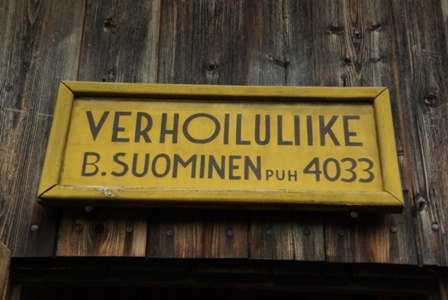 VERHOILULIIKE
B. SUOMINEN PUH 4033